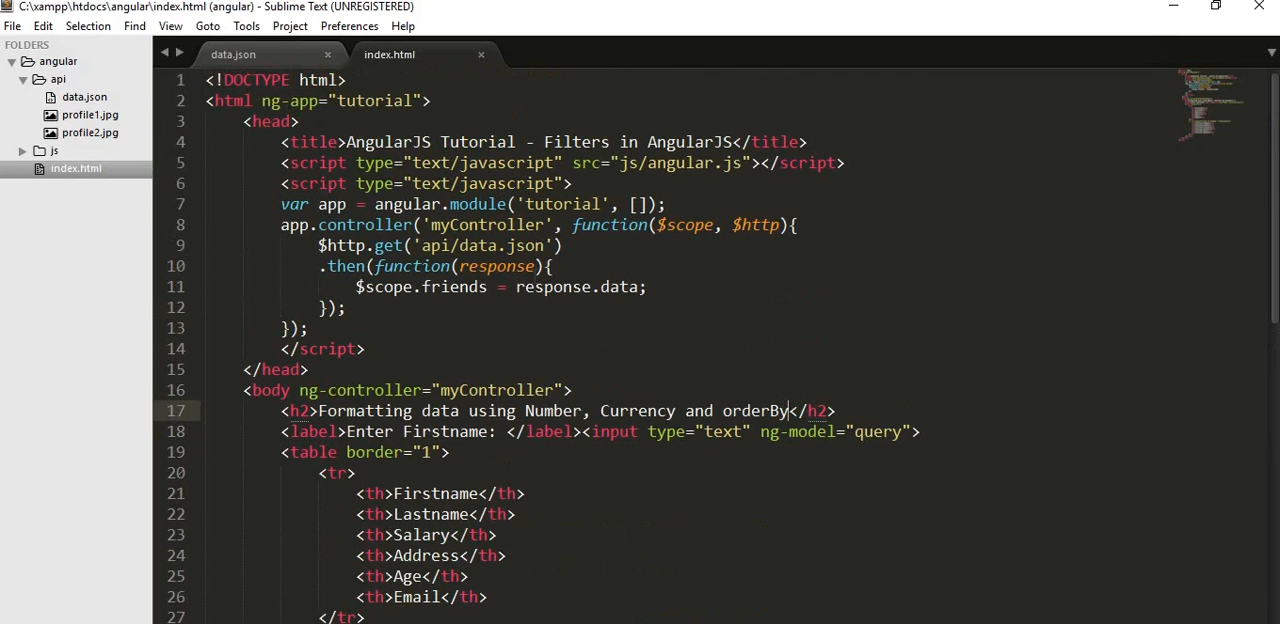 C:\xampp\htdocs\angular\index.html (angular) - Sublime Text (UNREGISTERED)
File Edit Selection Find View Goto Tools Project Preferences Help
FOLDERS
angular
api
data.json
profile1.jpg
profile2.jpg
js
index.html
data.json × index.html ×
1 <!DOCTYPE html>
2 <html ng-app="tutorial">
3 <head>
4 <title>AngularJS Tutorial - Filters in AngularJS</title>
5 <script type="text/javascript" src="js/angular.js"></script>
6 <script type="text/javascript">
7 var app = angular.module('tutorial', []);
8 app.controller('myController', function($scope, $http){
9 $http.get('api/data.json')
10 .then(function(response){
11 $scope.friends = response.data;
12 });
13 });
14 </script>
15 </head>
16 <body ng-controller="myController">
17 <h2>Formatting data using Number, Currency and orderBy</h2>
18 <label>Enter Firstname: </label><input type="text" ng-model="query">
19 <table border="1">
20 <tr>
21 <th>Firstname</th>
22 <th>Lastname</th>
23 <th>Salary</th>
24 <th>Address</th>
25 <th>Age</th>
26 <th>Email</th>
27 </tr>